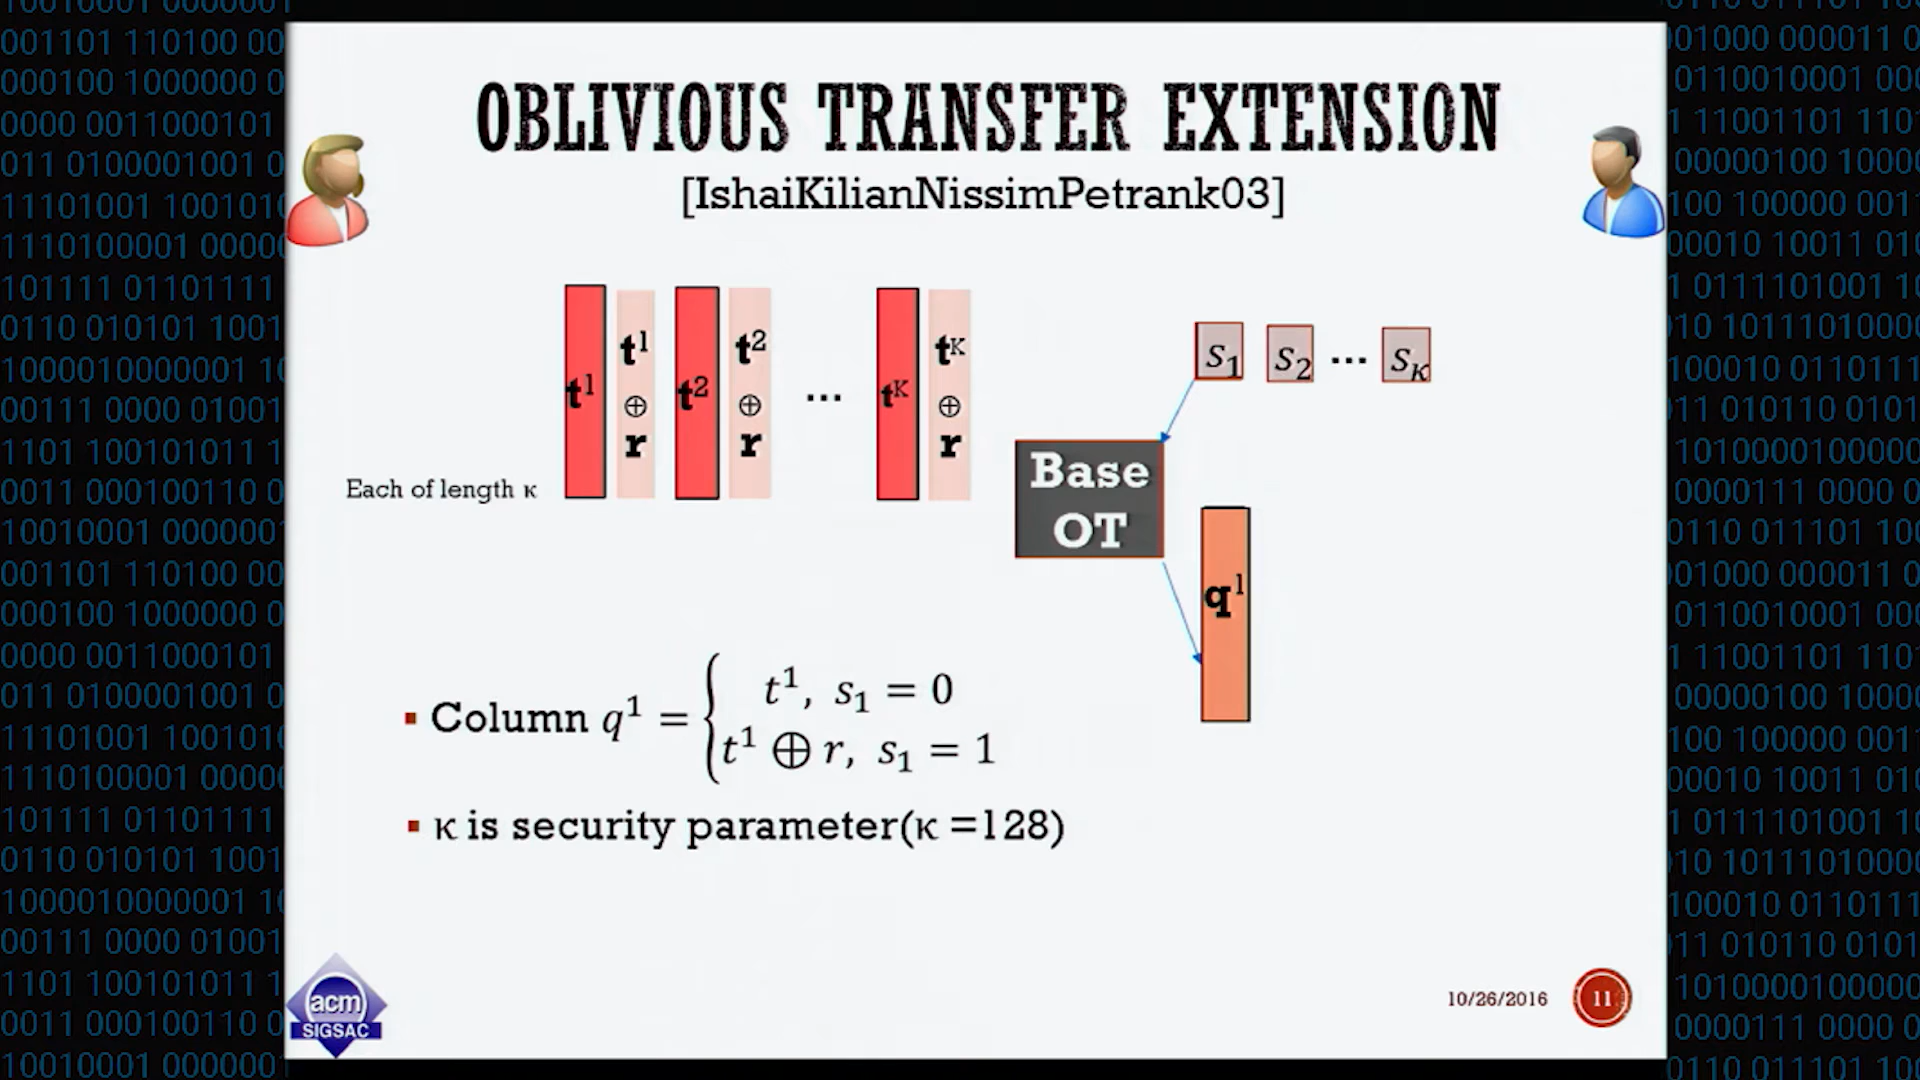 OBLIVIOUS TRANSFER EXTENSION
[IshaiKilianNissimPetrank03]
t¹ t¹ ⊕ r t² t² ⊕ r ... tᴷ tᴷ ⊕ r
s₁ s₂ ... sκ
Each of length κ
Base
OT
q¹
▪ Column q¹ = { t¹, s₁ = 0
t¹ ⊕ r, s₁ = 1
▪ κ is security parameter(κ =128)
acm
SIGSAC
10/26/2016 11